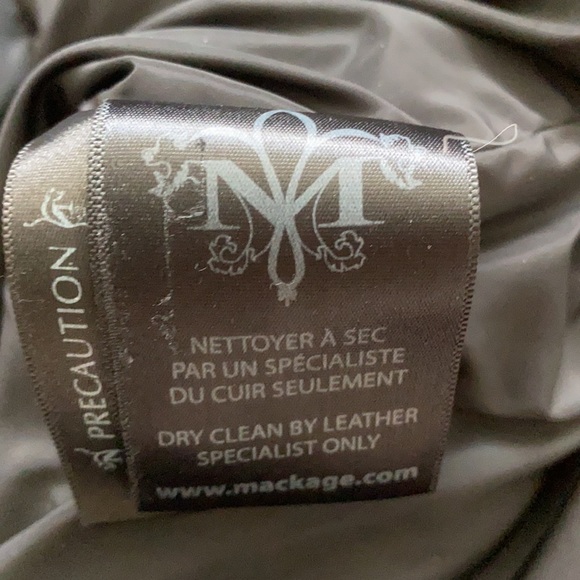 PRECAUTION
M
NETTOYER À SEC
PAR UN SPÉCIALISTE
DU CUIR SEULEMENT
DRY CLEAN BY LEATHER
SPECIALIST ONLY
www.mackage.com